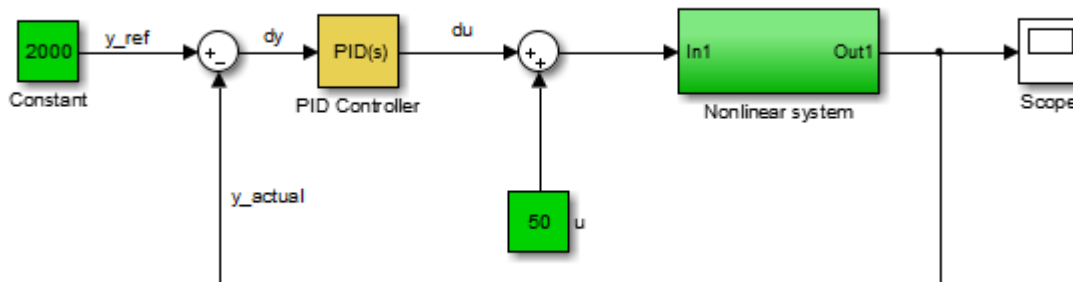 2000
Constant
y_ref
+
−
dy
PID(s)
PID Controller
du
+
+
In1
Out1
Nonlinear system
Scope
y_actual
50
u